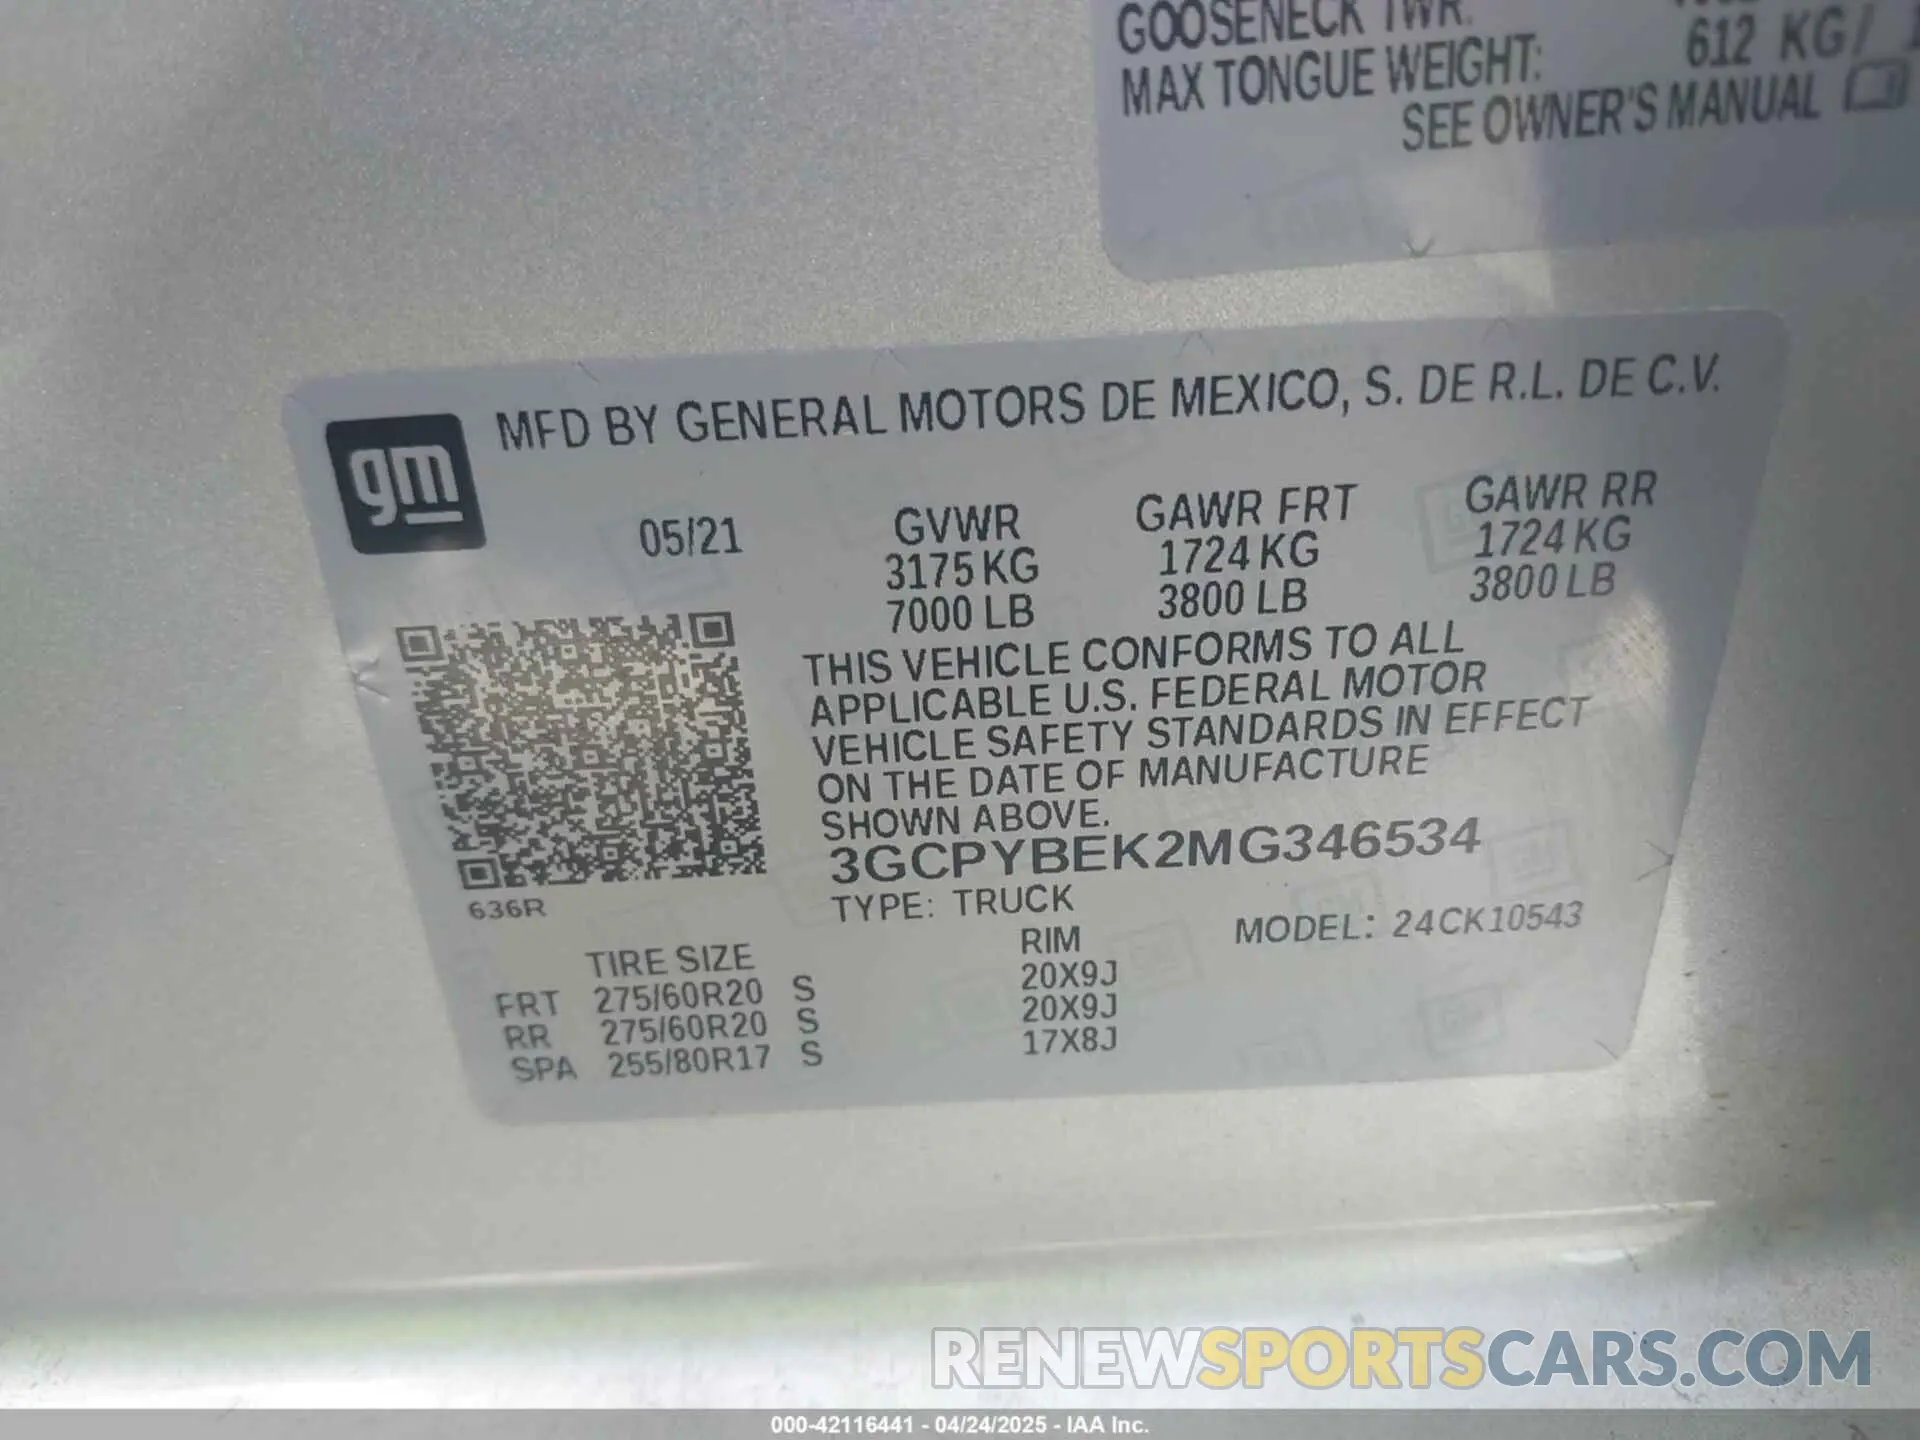 GOOSENECK TWR:
MAX TONGUE WEIGHT: 612 KG/
SEE OWNER'S MANUAL
MFD BY GENERAL MOTORS DE MEXICO, S. DE R.L. DE C.V.
gm
05/21 GVWR GAWR FRT GAWR RR
3175 KG 1724 KG 1724 KG
7000 LB 3800 LB 3800 LB
THIS VEHICLE CONFORMS TO ALL
APPLICABLE U.S. FEDERAL MOTOR
VEHICLE SAFETY STANDARDS IN EFFECT
ON THE DATE OF MANUFACTURE
SHOWN ABOVE.
3GCPYBEK2MG346534
636R
TYPE: TRUCK
MODEL: 24CK10543
TIRE SIZE RIM
FRT 275/60R20 S 20X9J
RR 275/60R20 S 20X9J
SPA 255/80R17 S 17X8J
RENEWSPORTSCARS.COM
000-42116441 - 04/24/2025 - IAA Inc.